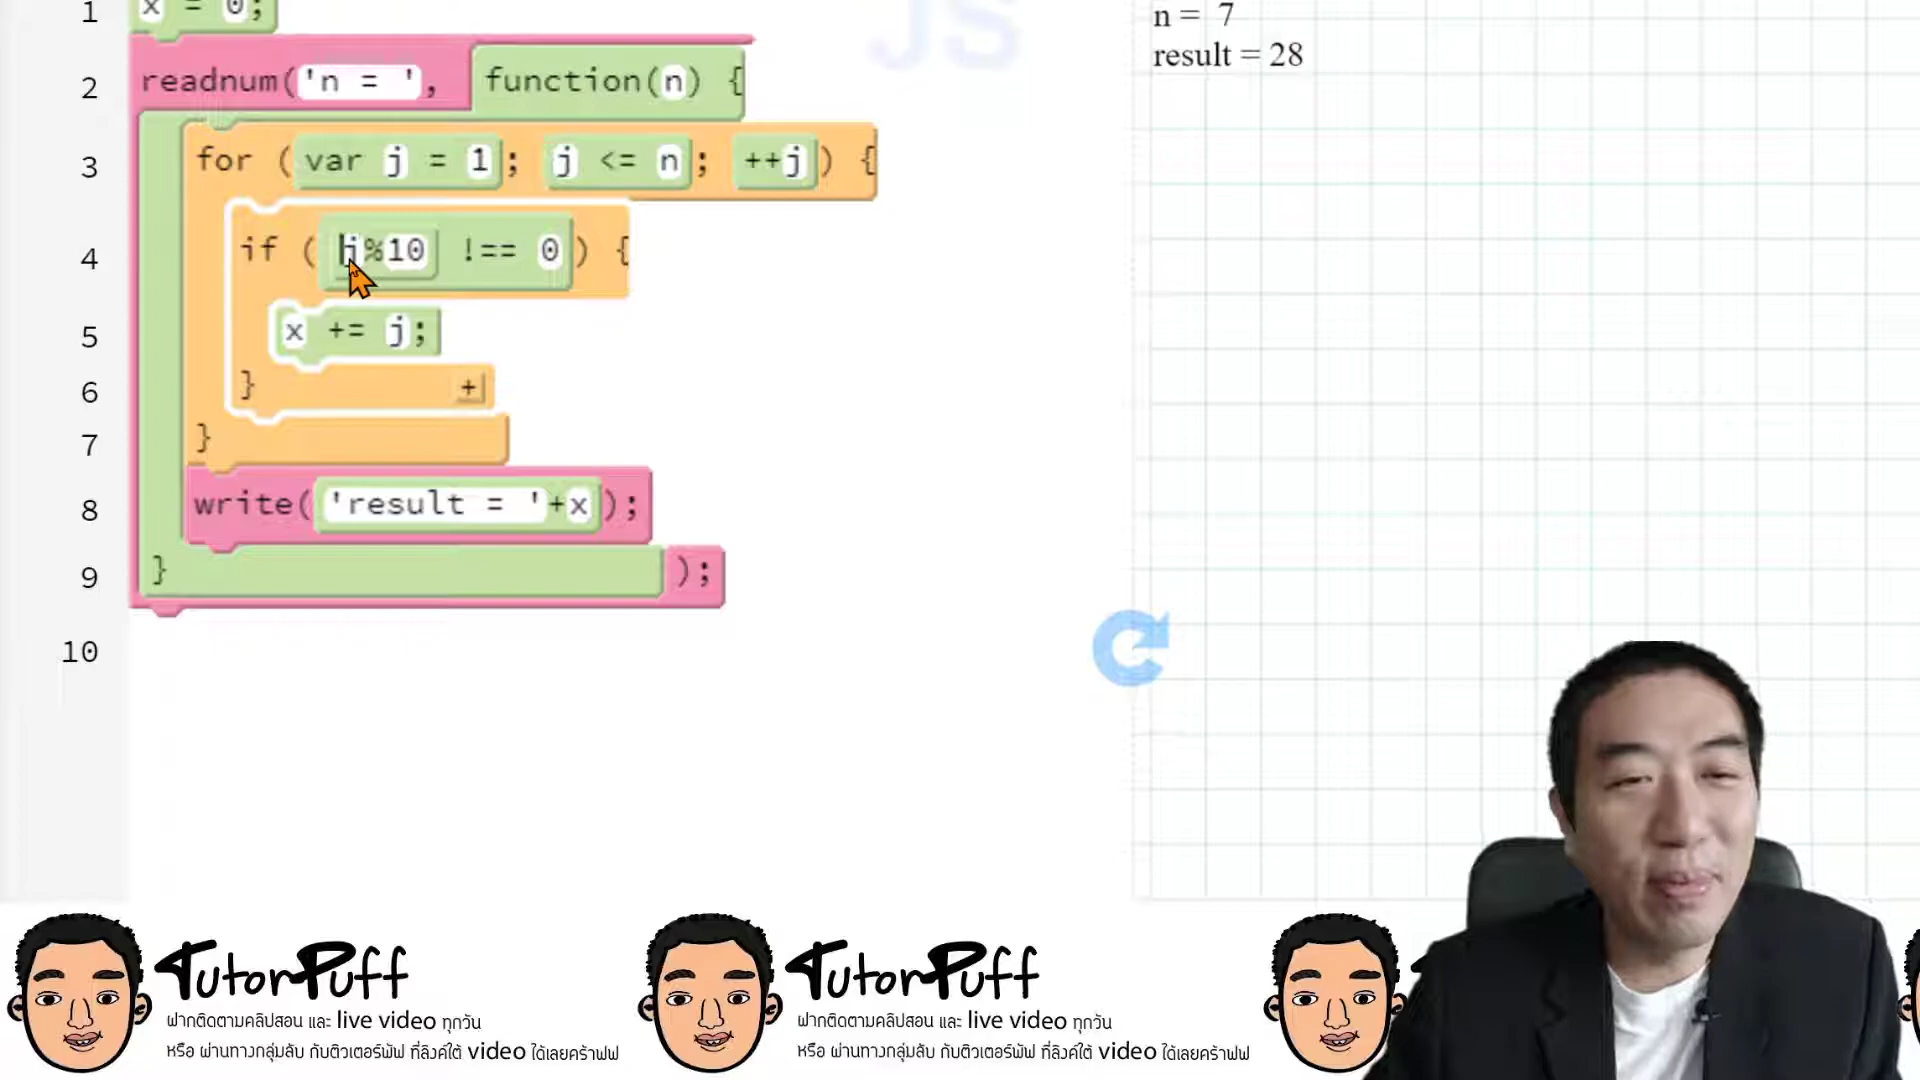 1 x = 0;
2 readnum('n = ', function(n) {
3 for (var j = 1; j <= n; ++j) {
4 if (j%10 !== 0) {
5 x += j;
6 } +
7 }
8 write('result = '+x);
9 } );
10
JS
n = 7
result = 28
TutorPuff
ฝากติดตามคลิปสอน และ live video ทุกวัน
หรือ ผ่านทางกลุ่มลับ กับติวเตอร์พัฟ ที่ลิงค์ใต้ video ได้เลยคร้าฟฟ
TutorPuff
ฝากติดตามคลิปสอน และ live video ทุกวัน
หรือ ผ่านทางกลุ่มลับ กับติวเตอร์พัฟ ที่ลิงค์ใต้ video ได้เลยคร้าฟฟ